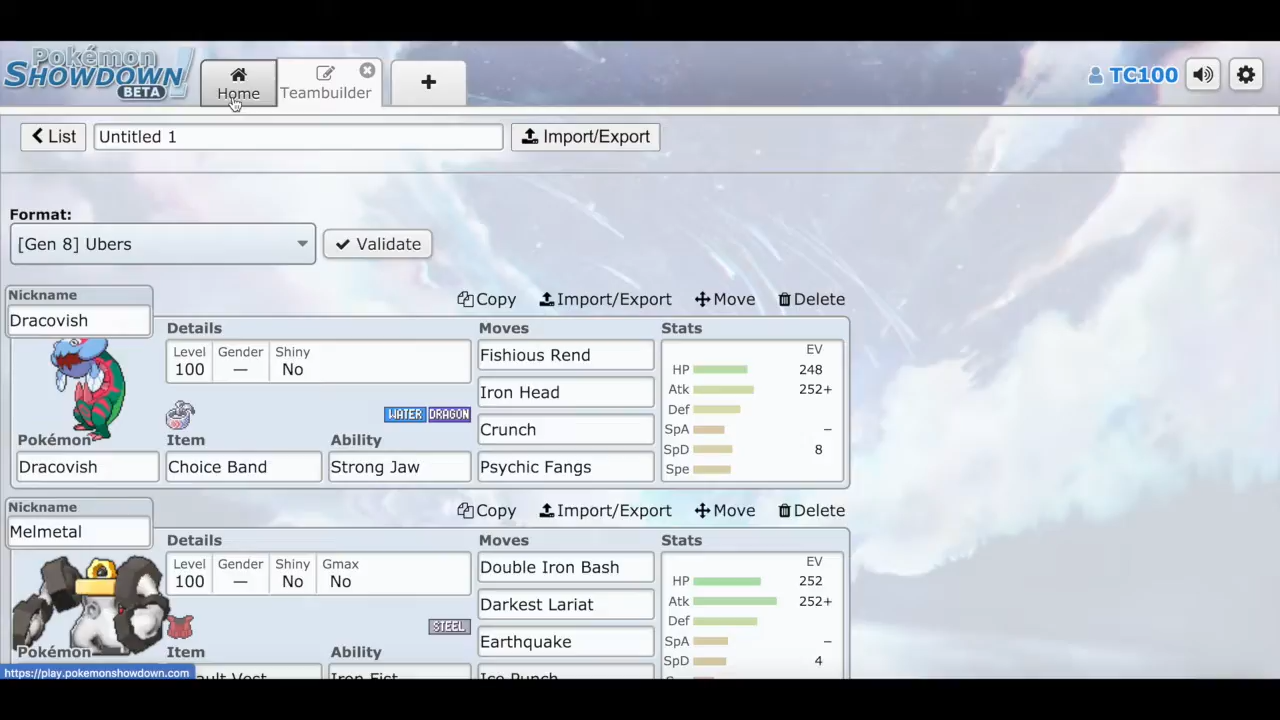 Pokémon
SHOWDOWN
BETA
Home
Teambuilder
+
TC100
List
Untitled 1
Import/Export
Format:
[Gen 8] Ubers
Validate
Nickname
Dracovish
Copy Import/Export Move Delete
Details Moves Stats
Level Gender Shiny
100 — No
WATER DRAGON
Pokémon Item Ability
Dracovish Choice Band Strong Jaw
Fishious Rend
Iron Head
Crunch
Psychic Fangs
EV
HP 248
Atk 252+
Def
SpA –
SpD 8
Spe
Nickname
Melmetal
Copy Import/Export Move Delete
Details Moves Stats
Level Gender Shiny Gmax
100 — No No
STEEL
Pokémon Item Ability
Iron Fist
Double Iron Bash
Darkest Lariat
Earthquake
Ice Punch
EV
HP 252
Atk 252+
Def
SpA –
SpD 4
https://play.pokemonshowdown.com